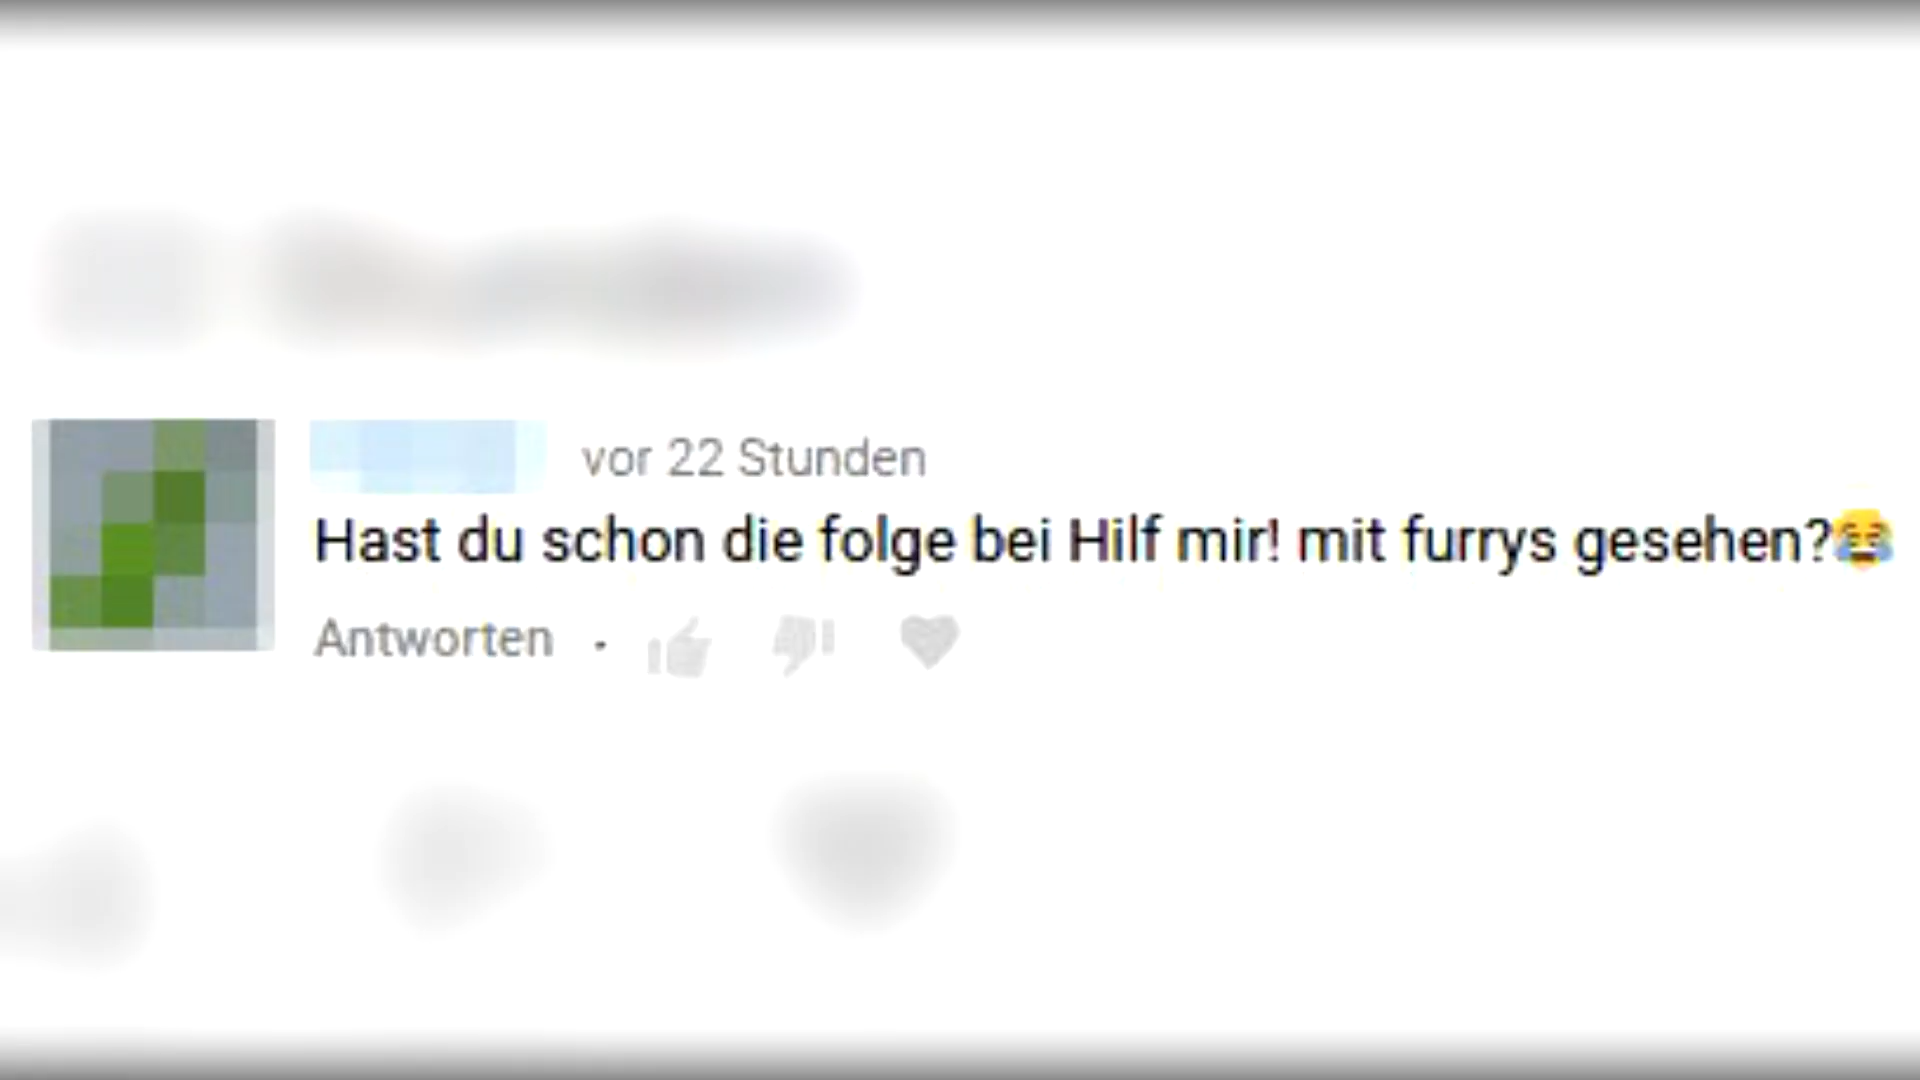 vor 22 Stunden
Hast du schon die folge bei Hilf mir! mit furrys gesehen?😭
Antworten ·